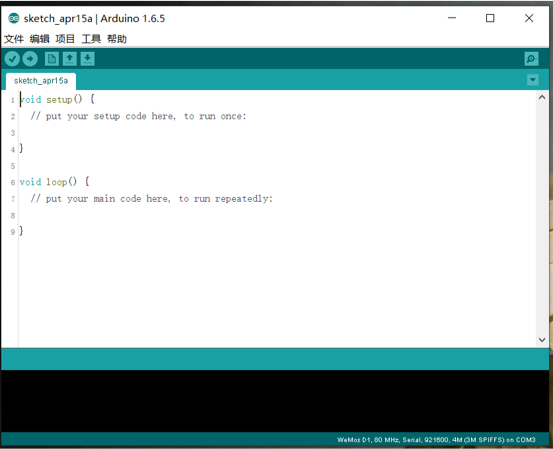 sketch_apr15a | Arduino 1.6.5
文件 编辑 项目 工具 帮助
sketch_apr15a
1 void setup() {
2 // put your setup code here, to run once:
3
4 }
5
6 void loop() {
7 // put your main code here, to run repeatedly:
8
9 }
WeMos D1, 80 MHz, Serial, 921600, 4M (3M SPIFFS) on COM3